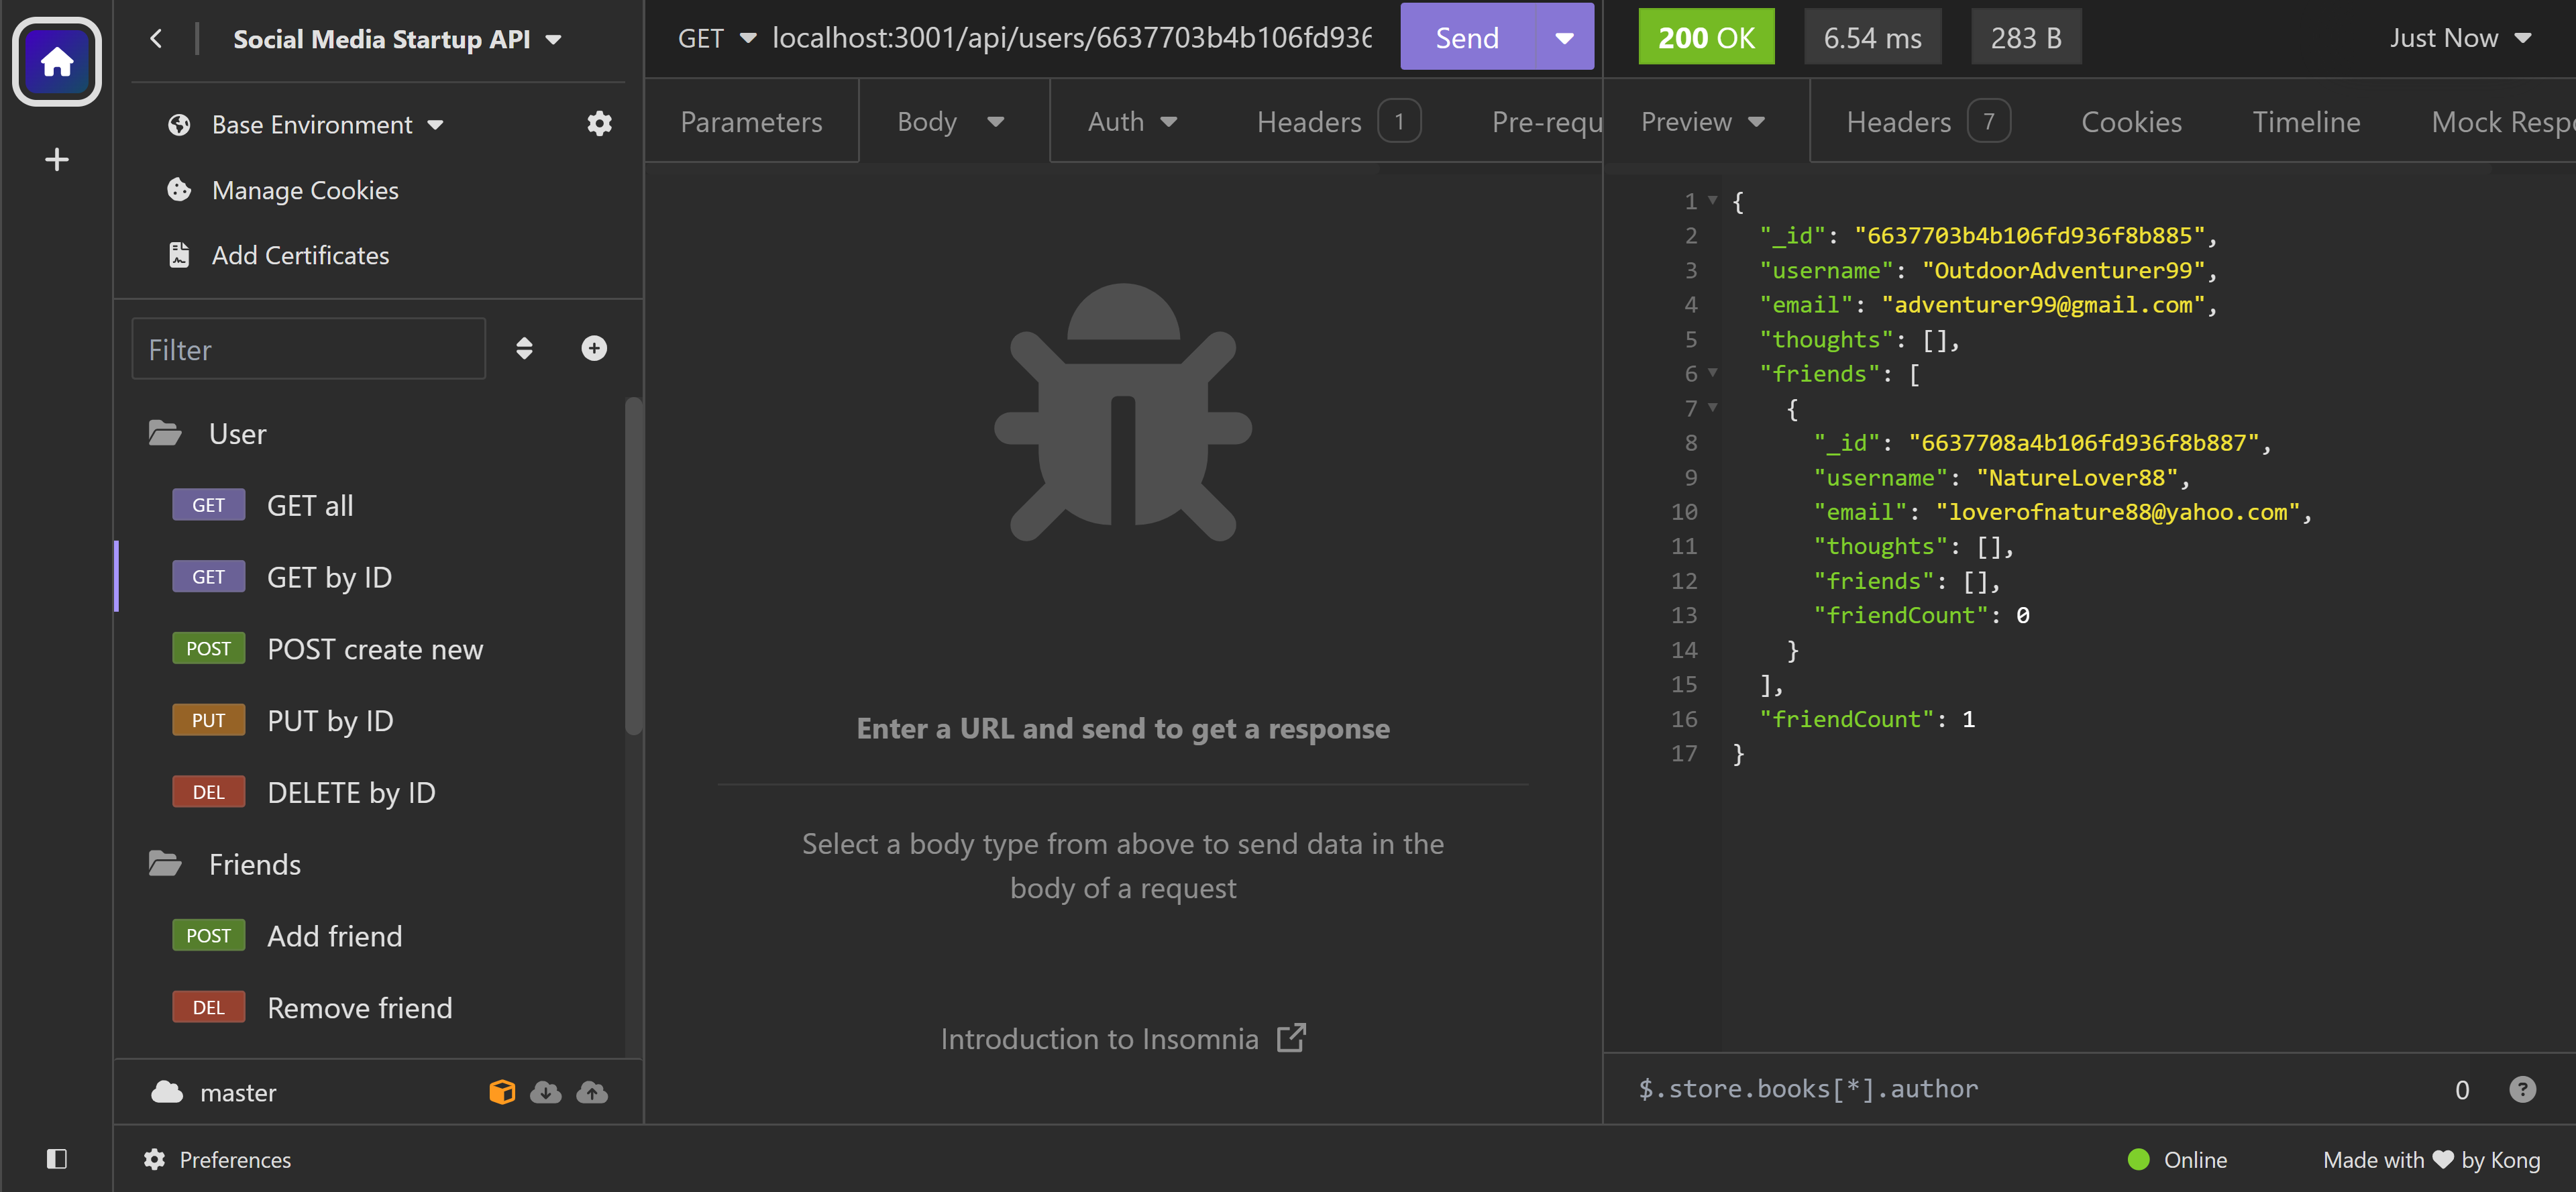 Social Media Startup API
Base Environment
Manage Cookies
Add Certificates
Filter
User
GET GET all
GET GET by ID
POST POST create new
PUT PUT by ID
DEL DELETE by ID
Friends
POST Add friend
DEL Remove friend
master
GET localhost:3001/api/users/6637703b4b106fd936 Send
Parameters Body Auth Headers 1 Pre-requ
Enter a URL and send to get a response
Select a body type from above to send data in the
body of a request
Introduction to Insomnia
200 OK 6.54 ms 283 B Just Now
Preview Headers 7 Cookies Timeline Mock Resp
1 {
2 "_id": "6637703b4b106fd936f8b885",
3 "username": "OutdoorAdventurer99",
4 "email": "adventurer99@gmail.com",
5 "thoughts": [],
6 "friends": [
7 {
8 "_id": "6637708a4b106fd936f8b887",
9 "username": "NatureLover88",
10 "email": "loverofnature88@yahoo.com",
11 "thoughts": [],
12 "friends": [],
13 "friendCount": 0
14 }
15 ],
16 "friendCount": 1
17 }
$.store.books[*].author 0 ?
Preferences Online Made with ♥ by Kong